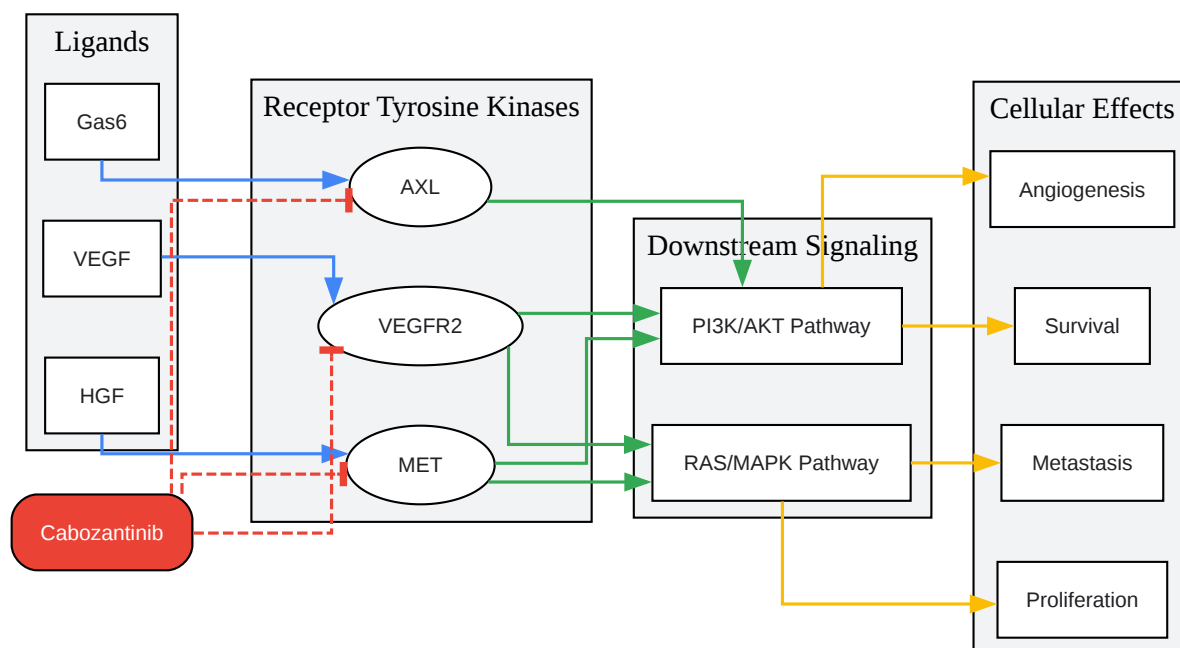 Ligands
Gas6
VEGF
HGF
Cabozantinib
Receptor Tyrosine Kinases
AXL
VEGFR2
MET
Downstream Signaling
PI3K/AKT Pathway
RAS/MAPK Pathway
Cellular Effects
Angiogenesis
Survival
Metastasis
Proliferation